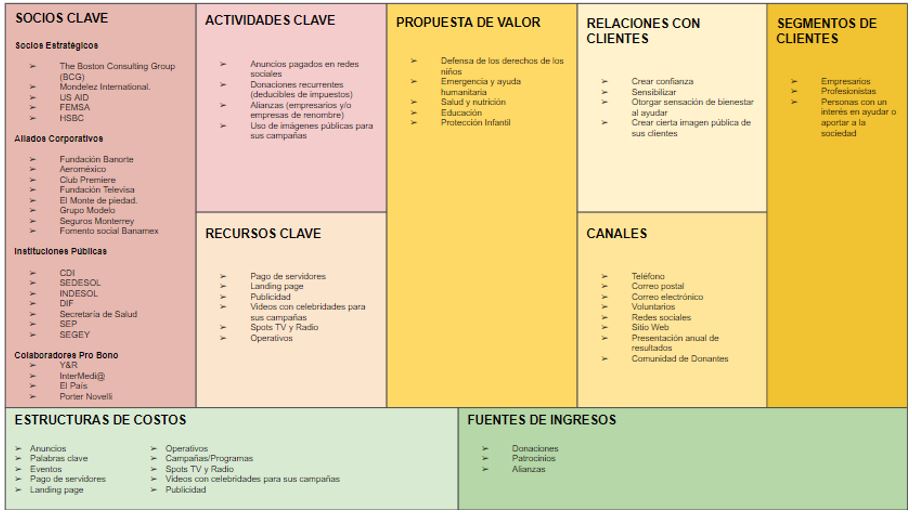 SOCIOS CLAVE
Socios Estratégicos
➢ The Boston Consulting Group
(BCG)
➢ Mondelez International.
➢ US AID
➢ FEMSA
➢ HSBC
Aliados Corporativos
➢ Fundación Banorte
➢ Aeroméxico
➢ Club Premiere
➢ Fundación Televisa
➢ El Monte de piedad.
➢ Grupo Modelo
➢ Seguros Monterrey
➢ Fomento social Banamex
Instituciones Públicas
➢ CDI
➢ SEDESOL
➢ INDESOL
➢ DIF
➢ Secretaría de Salud
➢ SEP
➢ SEGEY
Colaboradores Pro Bono
➢ Y&R
➢ InterMedi@
➢ El País
➢ Porter Novelli
ACTIVIDADES CLAVE
➢ Anuncios pagados en redes
sociales
➢ Donaciones recurrentes
(deducibles de impuestos)
➢ Alianzas (empresarios y/o
empresas de renombre)
➢ Uso de imágenes públicas para
sus campañas
RECURSOS CLAVE
➢ Pago de servidores
➢ Landing page
➢ Publicidad
➢ Videos con celebridades para
sus campañas
➢ Spots TV y Radio
➢ Operativos
PROPUESTA DE VALOR
➢ Defensa de los derechos de los
niños
➢ Emergencia y ayuda
humanitaria
➢ Salud y nutrición
➢ Educación
➢ Protección Infantil
RELACIONES CON
CLIENTES
➢ Crear confianza
➢ Sensibilizar
➢ Otorgar sensación de bienestar
al ayudar
➢ Crear cierta imagen pública de
sus clientes
CANALES
➢ Teléfono
➢ Correo postal
➢ Correo electrónico
➢ Voluntarios
➢ Redes sociales
➢ Sitio Web
➢ Presentación anual de
resultados
➢ Comunidad de Donantes
SEGMENTOS DE
CLIENTES
➢ Empresarios
➢ Profesionistas
➢ Personas con un
interés en ayudar o
aportar a la
sociedad
ESTRUCTURAS DE COSTOS
➢ Anuncios
➢ Palabras clave
➢ Eventos
➢ Pago de servidores
➢ Landing page
➢ Operativos
➢ Campañas/Programas
➢ Spots TV y Radio
➢ Videos con celebridades para sus campañas
➢ Publicidad
FUENTES DE INGRESOS
➢ Donaciones
➢ Patrocinios
➢ Alianzas